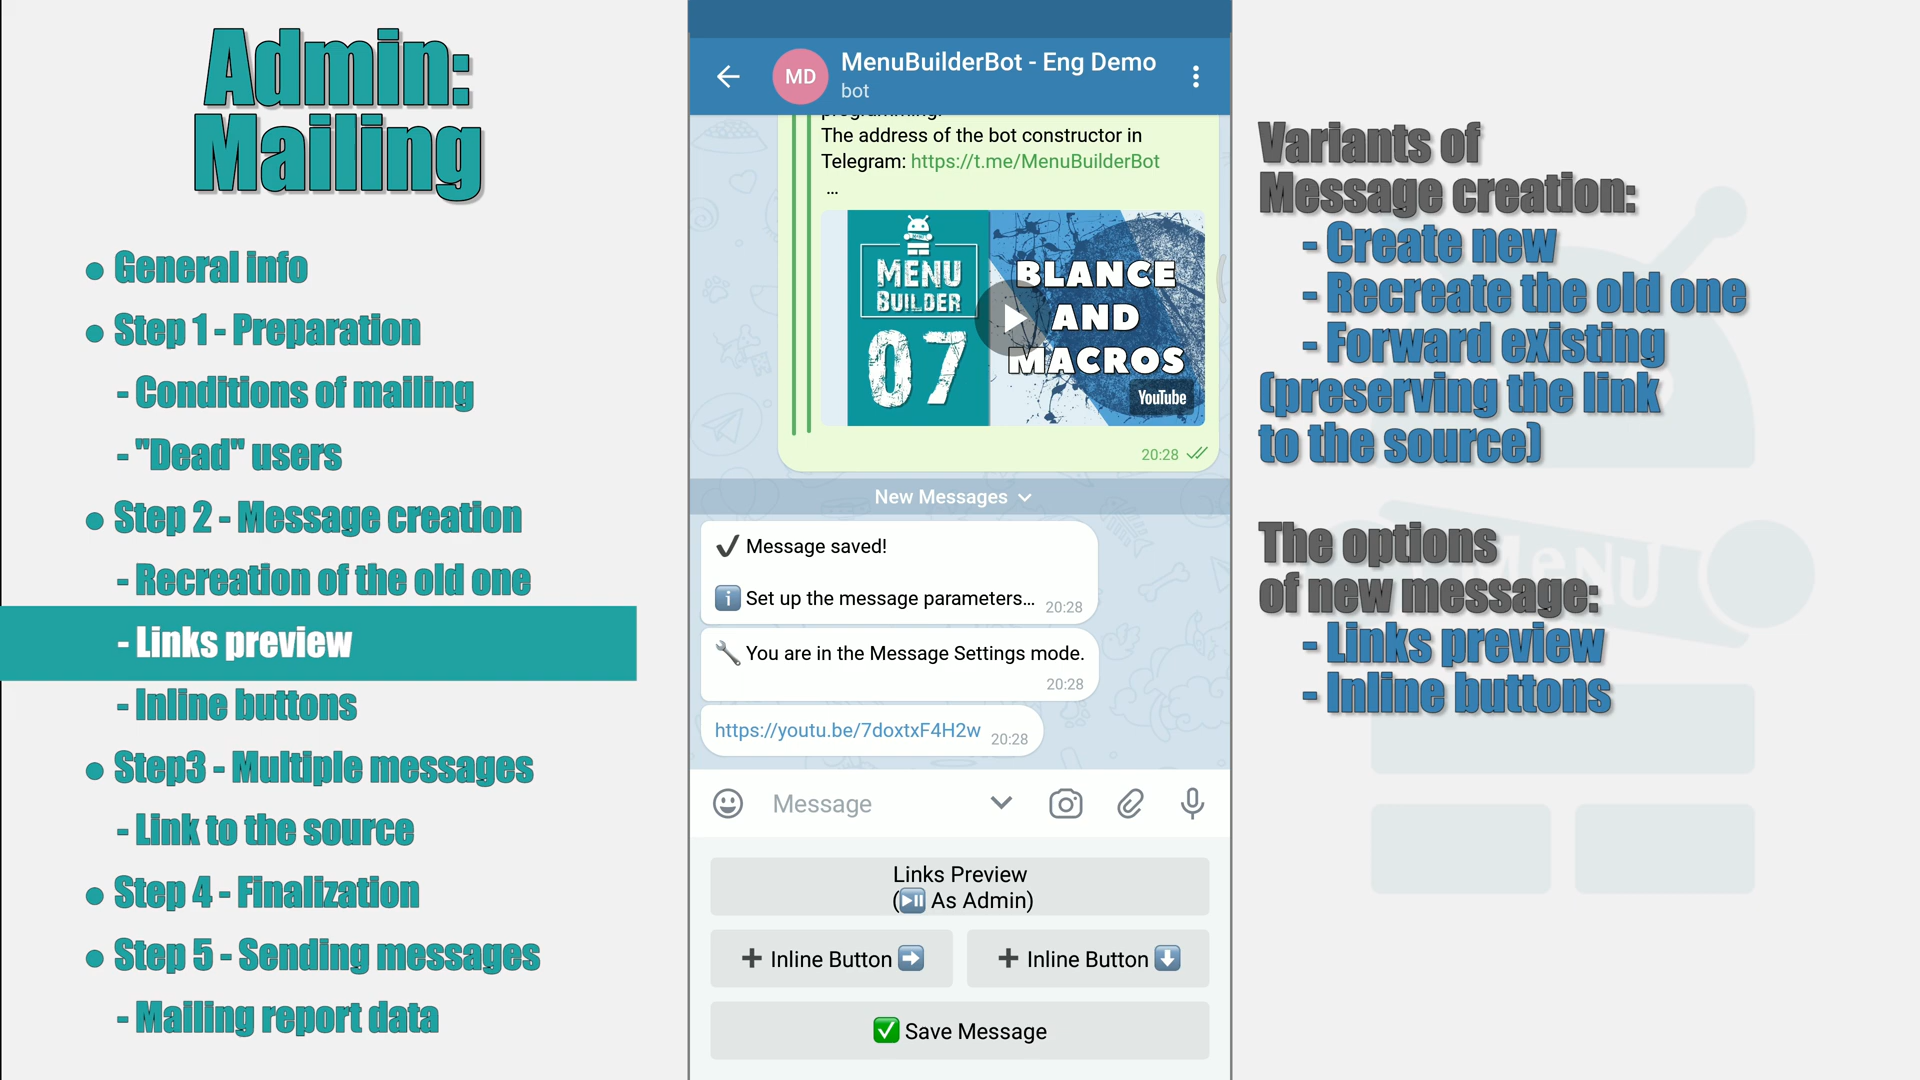 Admin:
Mailing
● General info
● Step 1 - Preparation
- Conditions of mailing
- "Dead" users
● Step 2 - Message creation
- Recreation of the old one
- Links preview
- Inline buttons
● Step3 - Multiple messages
- Link to the source
● Step 4 - Finalization
● Step 5 - Sending messages
- Mailing report data
MD
MenuBuilderBot - Eng Demo
bot
programming.
The address of the bot constructor in
Telegram: https://t.me/MenuBuilderBot
...
MENU
BUILDER
07
BLANCE
AND
MACROS
YouTube
20:28
New Messages
✔ Message saved!
Set up the message parameters...
20:28
You are in the Message Settings mode.
20:28
https://youtu.be/7doxtxF4H2w
20:28
Message
Links Preview
(⏯ As Admin)
➕ Inline Button ➡
➕ Inline Button ⬇
✅ Save Message
Variants of
Message creation:
- Create new
- Recreate the old one
- Forward existing
(preserving the link
to the source)
The options
of new message:
- Links preview
- Inline buttons
MeNU